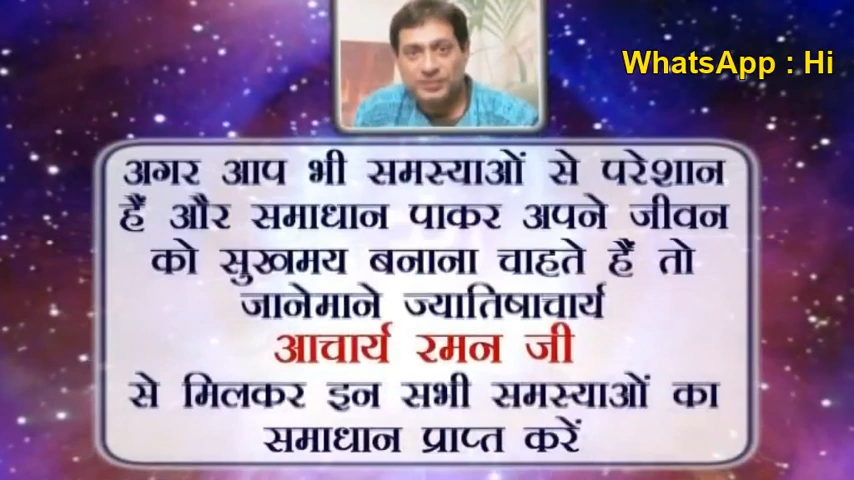 WhatsApp : Hi
अगर आप भी समस्याओं से परेशान
हैं और समाधान पाकर अपने जीवन
को सुखमय बनाना चाहते हैं तो
जानेमाने ज्यातिषाचार्य
आचार्य रमन जी
से मिलकर इन सभी समस्याओं का
समाधान प्राप्त करें